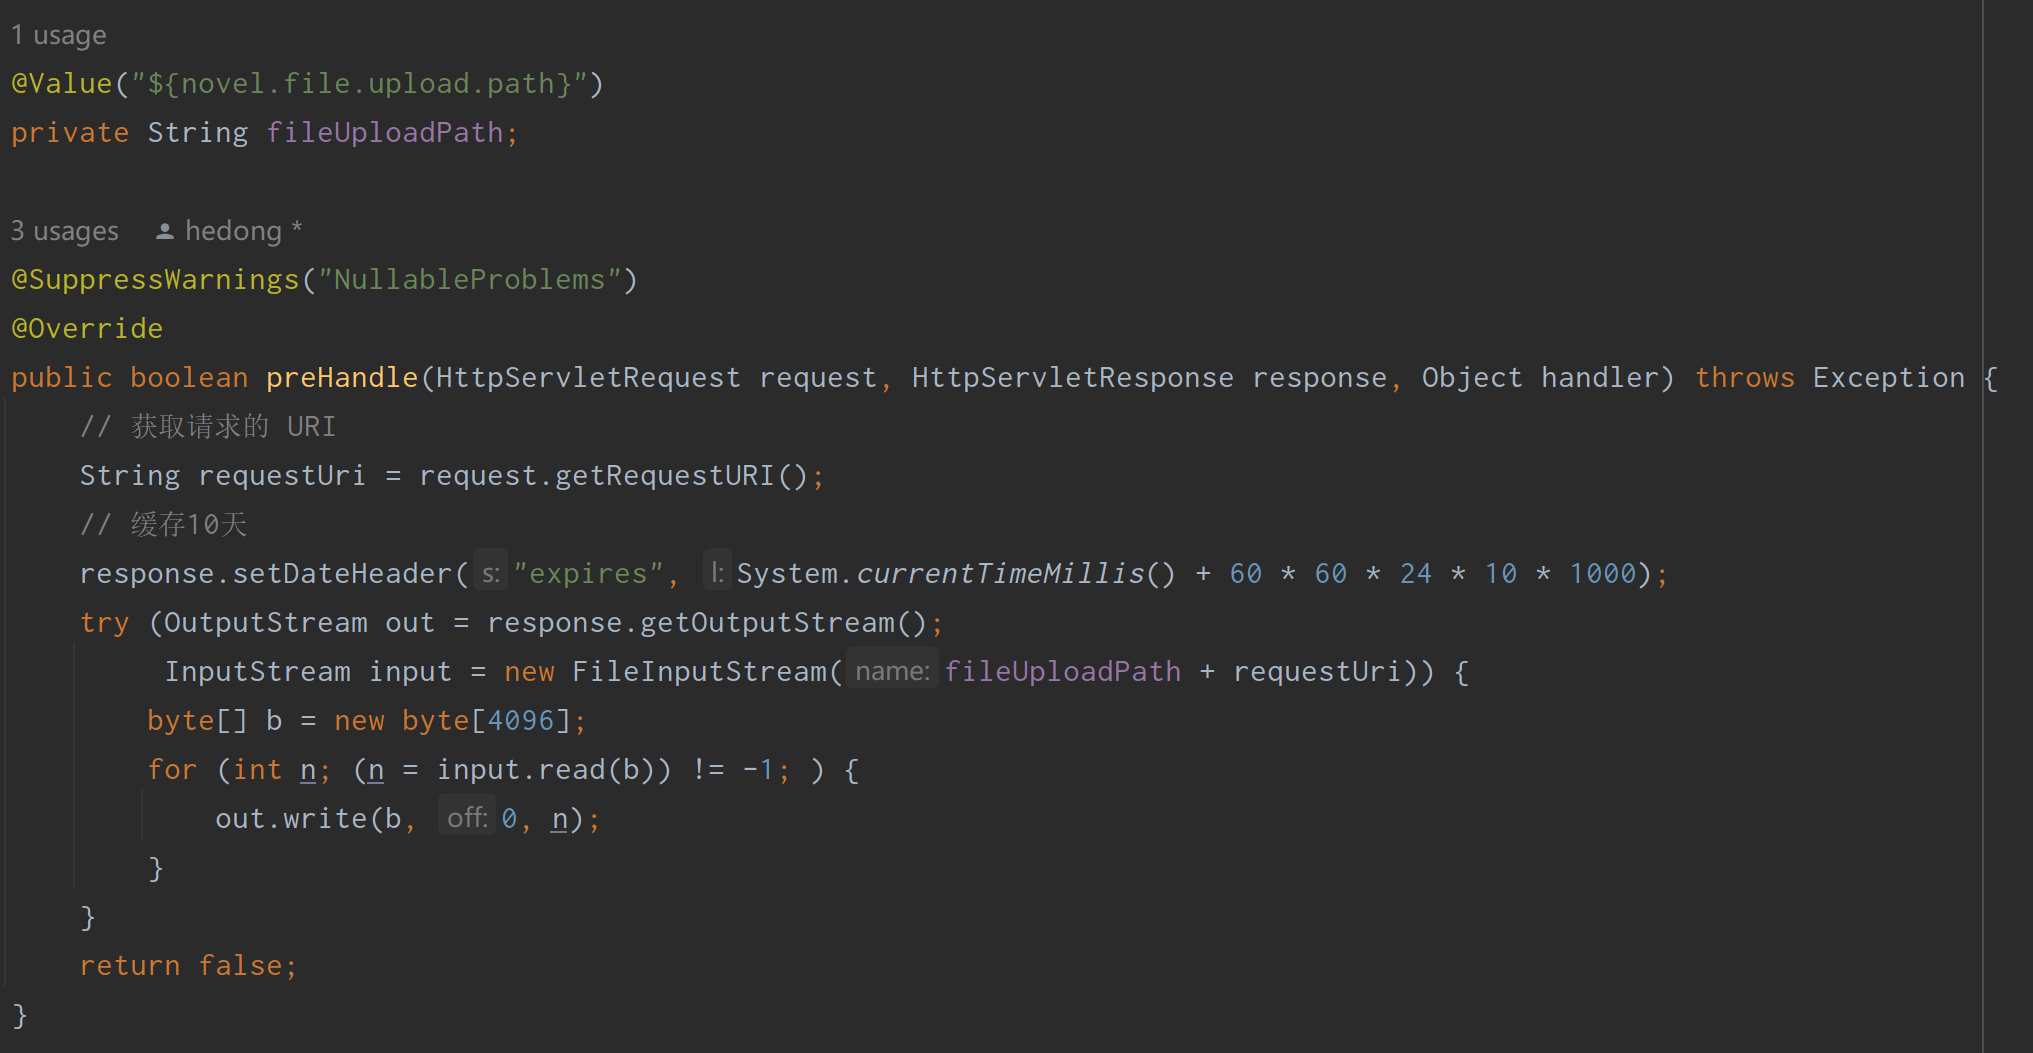 1 usage
@Value("${novel.file.upload.path}")
private String fileUploadPath;
3 usages hedong *
@SuppressWarnings("NullableProblems")
@Override
public boolean preHandle(HttpServletRequest request, HttpServletResponse response, Object handler) throws Exception {
// 获取请求的 URI
String requestUri = request.getRequestURI();
// 缓存10天
response.setDateHeader( s: "expires", l: System.currentTimeMillis() + 60 * 60 * 24 * 10 * 1000);
try (OutputStream out = response.getOutputStream();
InputStream input = new FileInputStream( name: fileUploadPath + requestUri)) {
byte[] b = new byte[4096];
for (int n; (n = input.read(b)) != -1; ) {
out.write(b, off: 0, n);
}
}
return false;
}